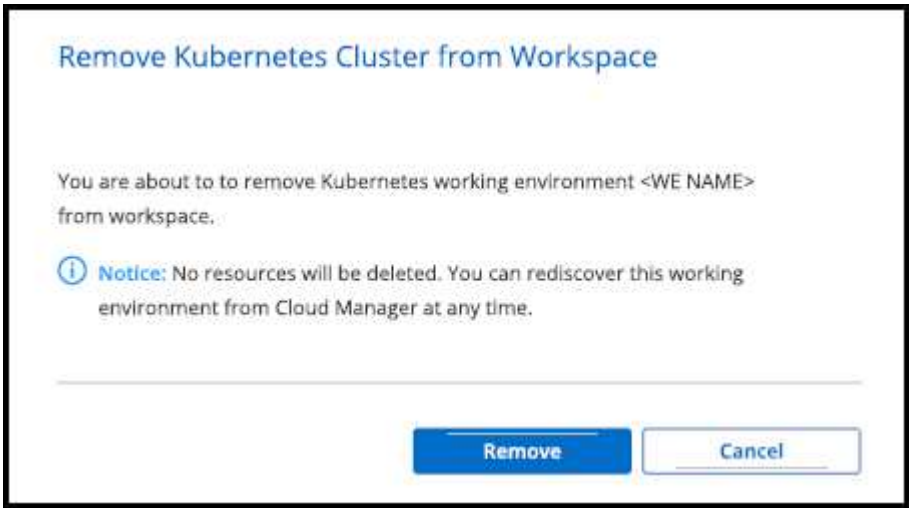 Remove Kubernetes Cluster from Workspace
You are about to to remove Kubernetes working environment <WE NAME>
from workspace.
Notice: No resources will be deleted. You can rediscover this working
environment from Cloud Manager at any time.
Remove
Cancel